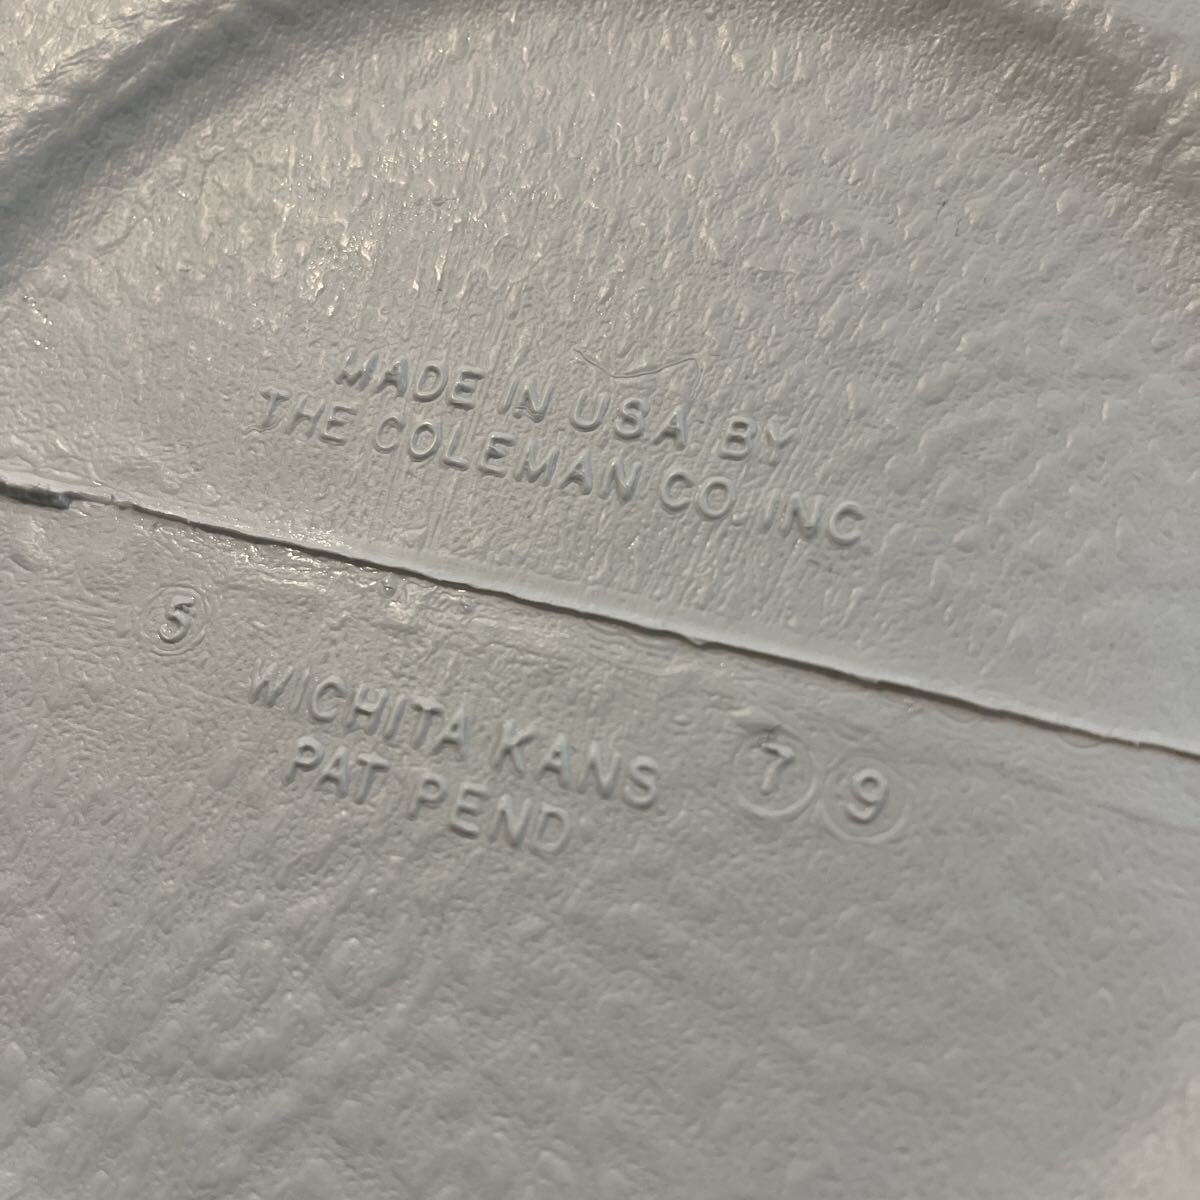 MADE IN USA BY
THE COLEMAN CO. INC.
5
WICHITA KANS 7 9
PAT PEND